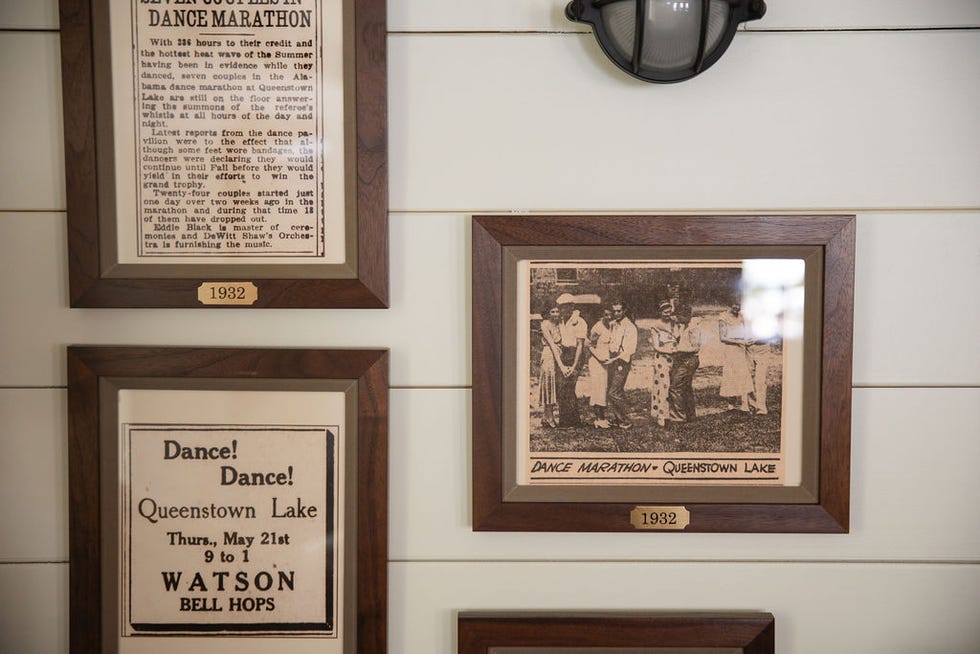 SEVEN COUPLES IN
DANCE MARATHON
With 336 hours to their credit and
the hottest heat wave of the Summer
having been in evidence while they
danced, seven couples in the Ala-
bama dance marathon at Queenstown
Lake are still on the floor answer-
ing the summons of the referee's
whistle at all hours of the day and
night.
Latest reports from the dance pa-
vilion were to the effect that al-
though some feet wore bandages, the
dancers were declaring they would
continue until Fall before they would
yield in their efforts to win the
grand trophy.
Twenty-four couples started just
one day over two weeks ago in the
marathon and during that time 18
of them have dropped out.
Eddie Black is master of cere-
monies and DeWitt Shaw's Orches-
tra is furnishing the music.
1932
Dance!
Dance!
Queenstown Lake
Thurs., May 21st
9 to 1
WATSON
BELL HOPS
DANCE MARATHON • QUEENSTOWN LAKE
1932